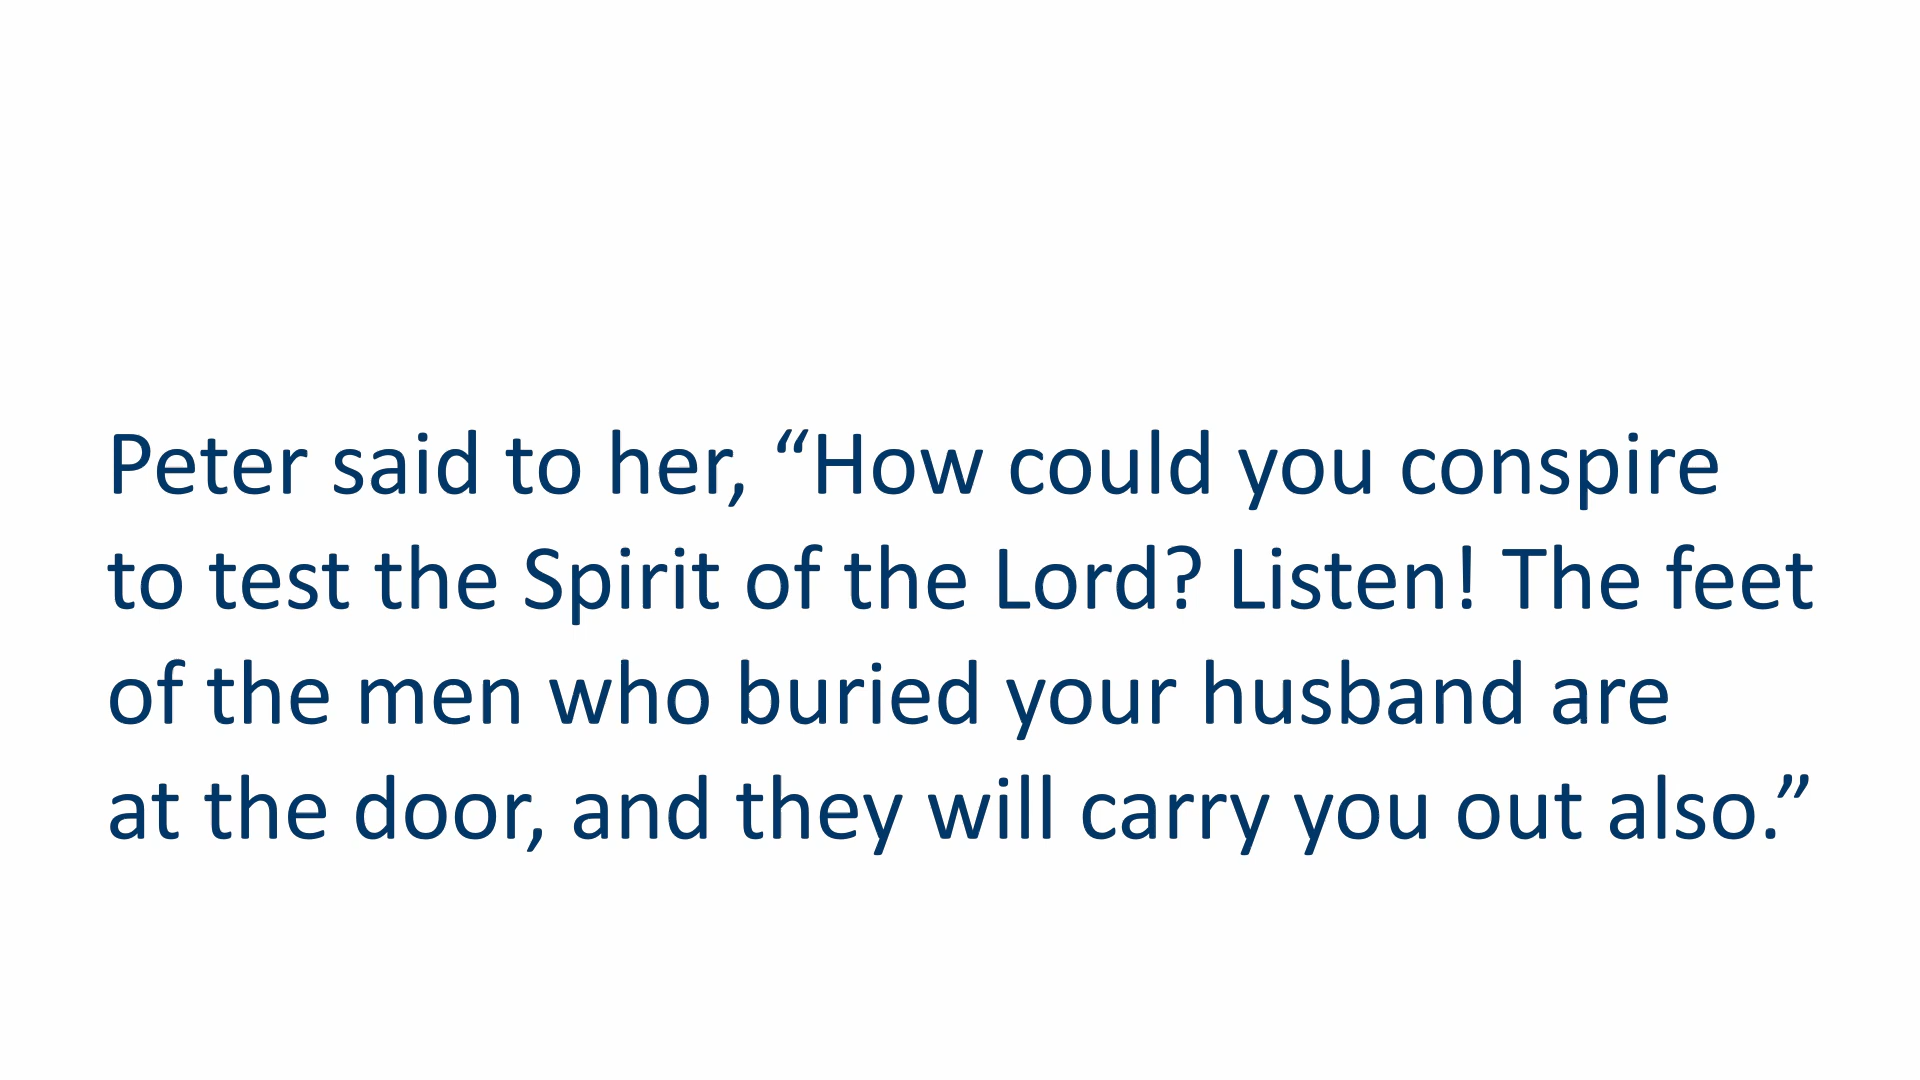 Peter said to her, “How could you conspire
to test the Spirit of the Lord? Listen! The feet
of the men who buried your husband are
at the door, and they will carry you out also.”